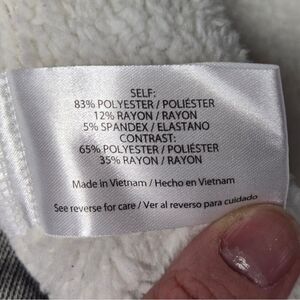 SELF:
83% POLYESTER / POLIÉSTER
12% RAYON / RAYON
5% SPANDEX / ELASTANO
CONTRAST:
65% POLYESTER / POLIÉSTER
35% RAYON / RAYON
Made in Vietnam / Hecho en Vietnam
See reverse for care / Ver al reverso para cuidado